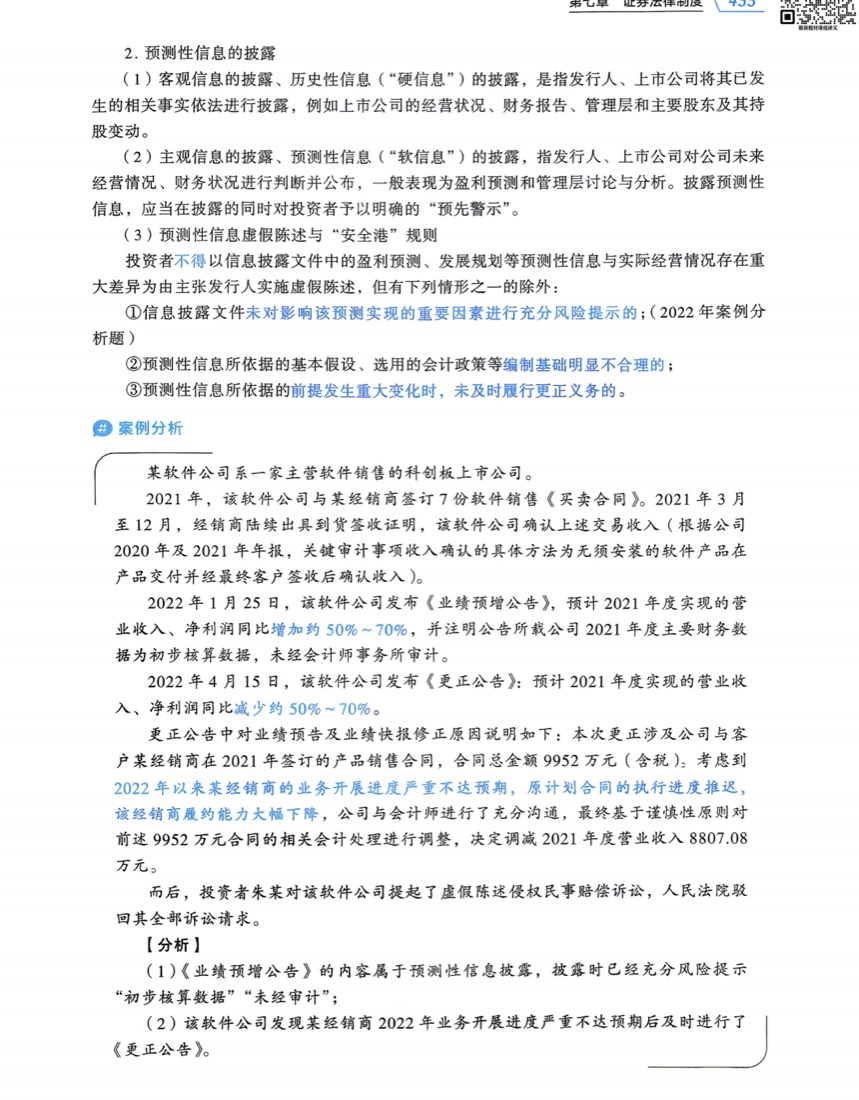 第七章 证券法律制度 455
2. 预测性信息的披露
（1）客观信息的披露、历史性信息（“硬信息”）的披露，是指发行人、上市公司将其已发
生的相关事实依法进行披露，例如上市公司的经营状况、财务报告、管理层和主要股东及其持
股变动。
（2）主观信息的披露、预测性信息（“软信息”）的披露，指发行人、上市公司对公司未来
经营情况、财务状况进行判断并公布，一般表现为盈利预测和管理层讨论与分析。披露预测性
信息，应当在披露的同时对投资者予以明确的“预先警示”。
（3）预测性信息虚假陈述与“安全港”规则
投资者不得以信息披露文件中的盈利预测、发展规划等预测性信息与实际经营情况存在重
大差异为由主张发行人实施虚假陈述，但有下列情形之一的除外：
①信息披露文件未对影响该预测实现的重要因素进行充分风险提示的；（2022 年案例分
析题）
②预测性信息所依据的基本假设、选用的会计政策等编制基础明显不合理的；
③预测性信息所依据的前提发生重大变化时，未及时履行更正义务的。
# 案例分析
某软件公司系一家主营软件销售的科创板上市公司。
2021 年，该软件公司与某经销商签订 7 份软件销售《买卖合同》。2021 年 3 月
至 12 月，经销商陆续出具到货签收证明，该软件公司确认上述交易收入（根据公司
2020 年及 2021 年年报，关键审计事项收入确认的具体方法为无须安装的软件产品在
产品交付并经最终客户签收后确认收入）。
2022 年 1 月 25 日，该软件公司发布《业绩预增公告》，预计 2021 年度实现的营
业收入、净利润同比增加约 50%～70%，并注明公告所载公司 2021 年度主要财务数
据为初步核算数据，未经会计师事务所审计。
2022 年 4 月 15 日，该软件公司发布《更正公告》：预计 2021 年度实现的营业收
入、净利润同比减少约 50%～70%。
更正公告中对业绩预告及业绩快报修正原因说明如下：本次更正涉及公司与客
户某经销商在 2021 年签订的产品销售合同，合同总金额 9952 万元（含税）。考虑到
2022 年以来某经销商的业务开展进度严重不达预期，原计划合同的执行进度推迟，
该经销商履约能力大幅下降，公司与会计师进行了充分沟通，最终基于谨慎性原则对
前述 9952 万元合同的相关会计处理进行调整，决定调减 2021 年度营业收入 8807.08
万元。
而后，投资者朱某对该软件公司提起了虚假陈述侵权民事赔偿诉讼，人民法院驳
回其全部诉讼请求。
【分析】
（1）《业绩预增公告》的内容属于预测性信息披露，披露时已经充分风险提示
“初步核算数据”“未经审计”；
（2）该软件公司发现某经销商 2022 年业务开展进度严重不达预期后及时进行了
《更正公告》。